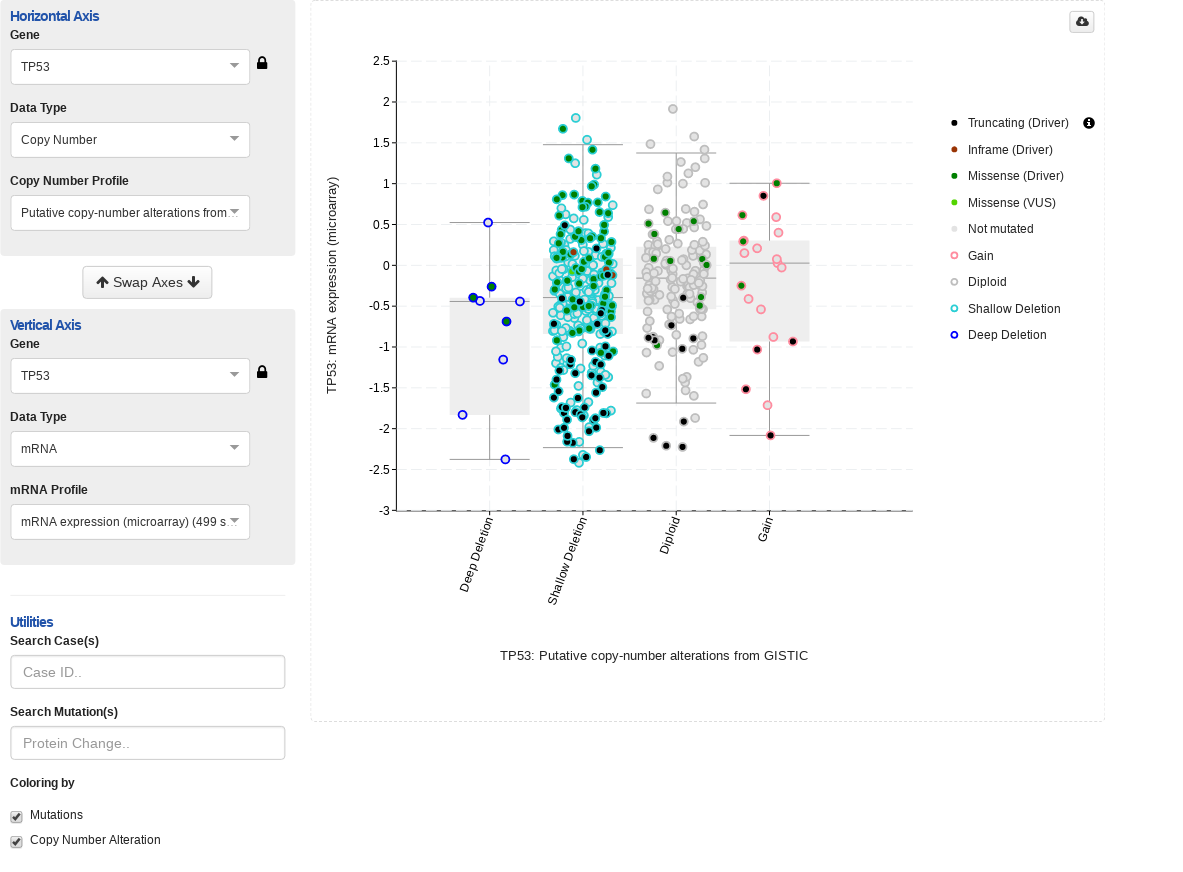 Horizontal Axis
Gene
TP53
Data Type
Copy Number
Copy Number Profile
Putative copy-number alterations from...
Swap Axes
Vertical Axis
Gene
TP53
Data Type
mRNA
mRNA Profile
mRNA expression (microarray) (499 s...
Utilities
Search Case(s)
Case ID..
Search Mutation(s)
Protein Change..
Coloring by
Mutations
Copy Number Alteration
TP53: mRNA expression (microarray)
2.5
2
1.5
1
0.5
0
-0.5
-1
-1.5
-2
-2.5
-3
Deep Deletion
Shallow Deletion
Diploid
Gain
TP53: Putative copy-number alterations from GISTIC
Truncating (Driver)
Inframe (Driver)
Missense (Driver)
Missense (VUS)
Not mutated
Gain
Diploid
Shallow Deletion
Deep Deletion